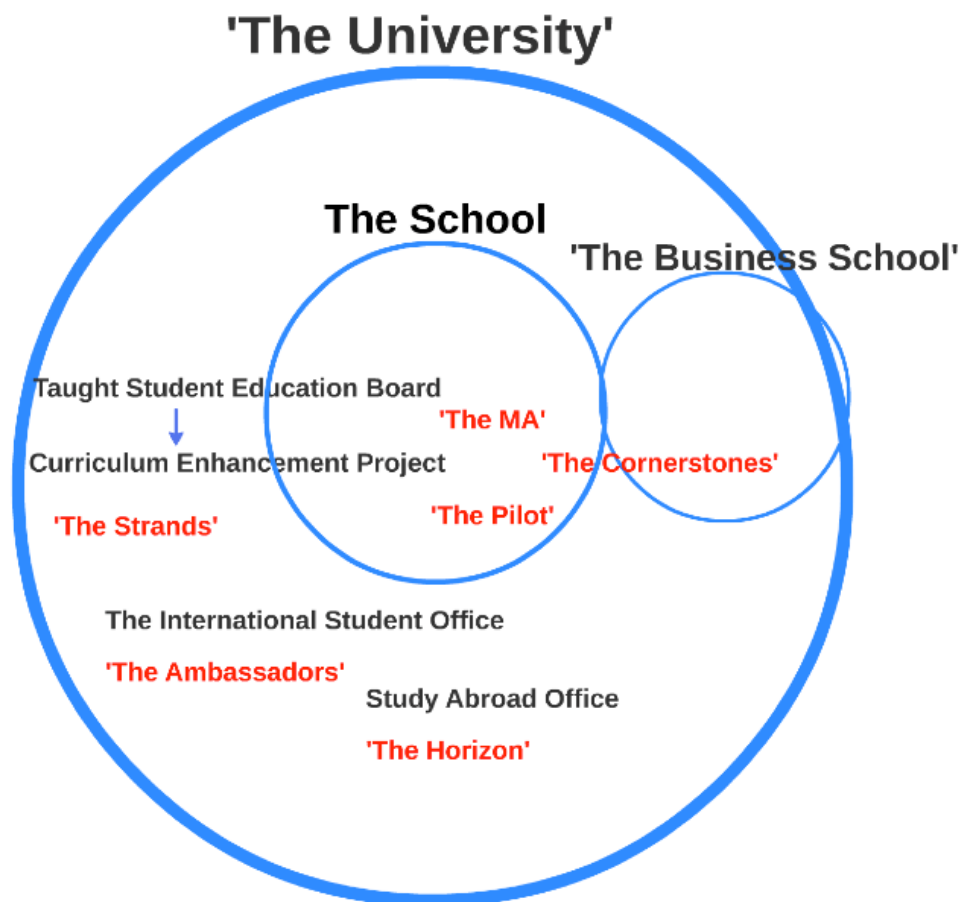 'The University'
The School
'The Business School'
Taught Student Education Board
'The MA'
Curriculum Enhancement Project
'The Cornerstones'
'The Pilot'
'The Strands'
The International Student Office
'The Ambassadors'
Study Abroad Office
'The Horizon'